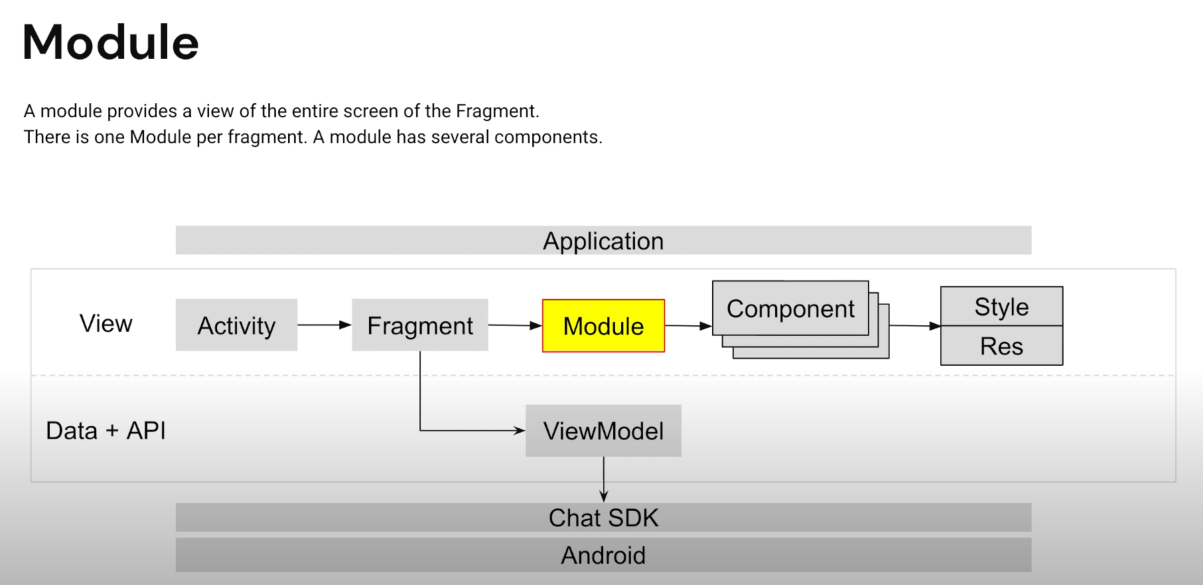 Module
A module provides a view of the entire screen of the Fragment.
There is one Module per fragment. A module has several components.
Application
View
Activity
Fragment
Module
Component
Style
Res
Data + API
ViewModel
Chat SDK
Android